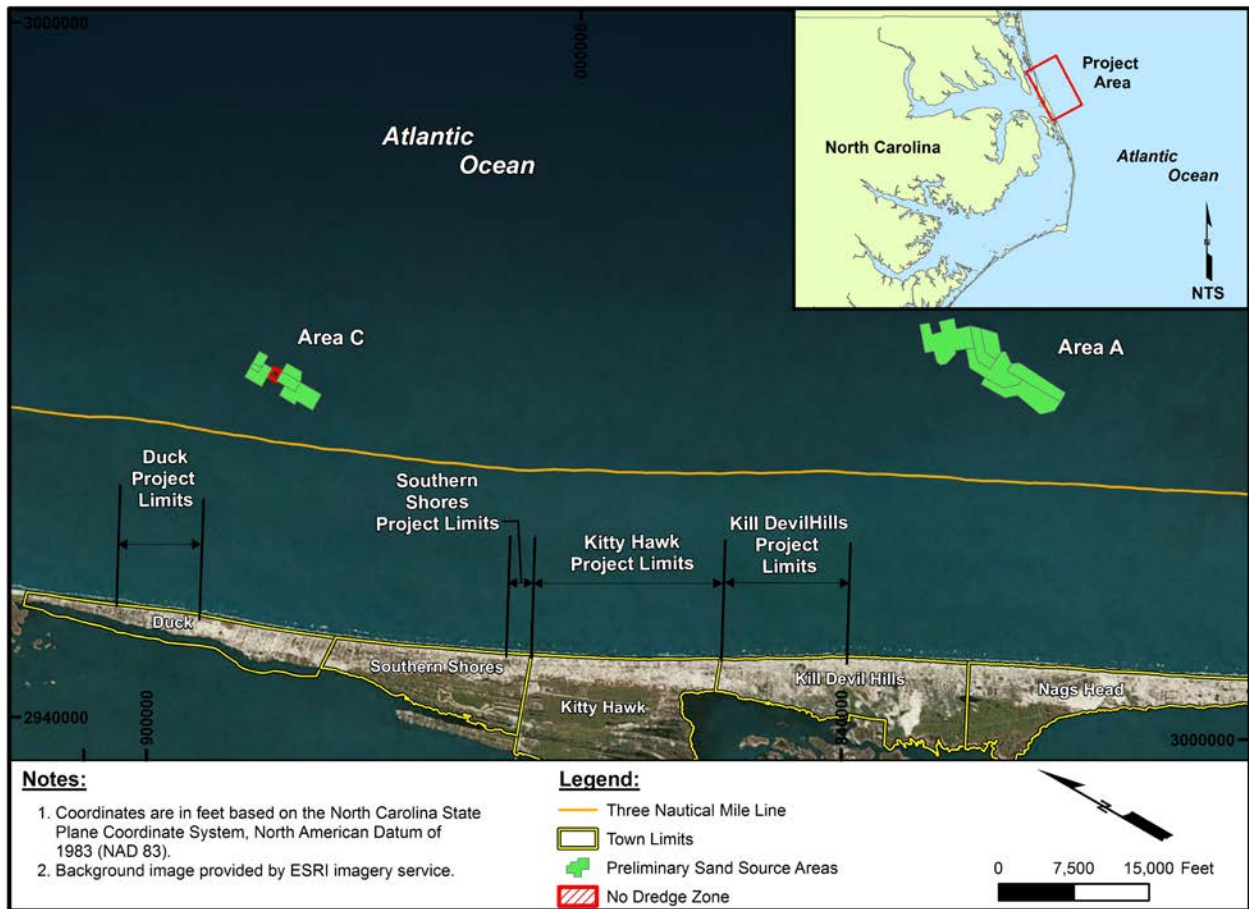 3000000
900000
Atlantic
Ocean
Project
Area
North Carolina
Atlantic
Ocean
N
NTS
Area C
Area A
Duck
Project
Limits
Southern
Shores
Project Limits
Kitty Hawk
Project Limits
Kill DevilHills
Project
Limits
Duck
Southern Shores
Kitty Hawk
Kill Devil Hills
Nags Head
2940000
900000
840000
3000000
Notes:
1. Coordinates are in feet based on the North Carolina State
Plane Coordinate System, North American Datum of
1983 (NAD 83).
2. Background image provided by ESRI imagery service.
Legend:
Three Nautical Mile Line
Town Limits
Preliminary Sand Source Areas
No Dredge Zone
N
0 7,500 15,000 Feet